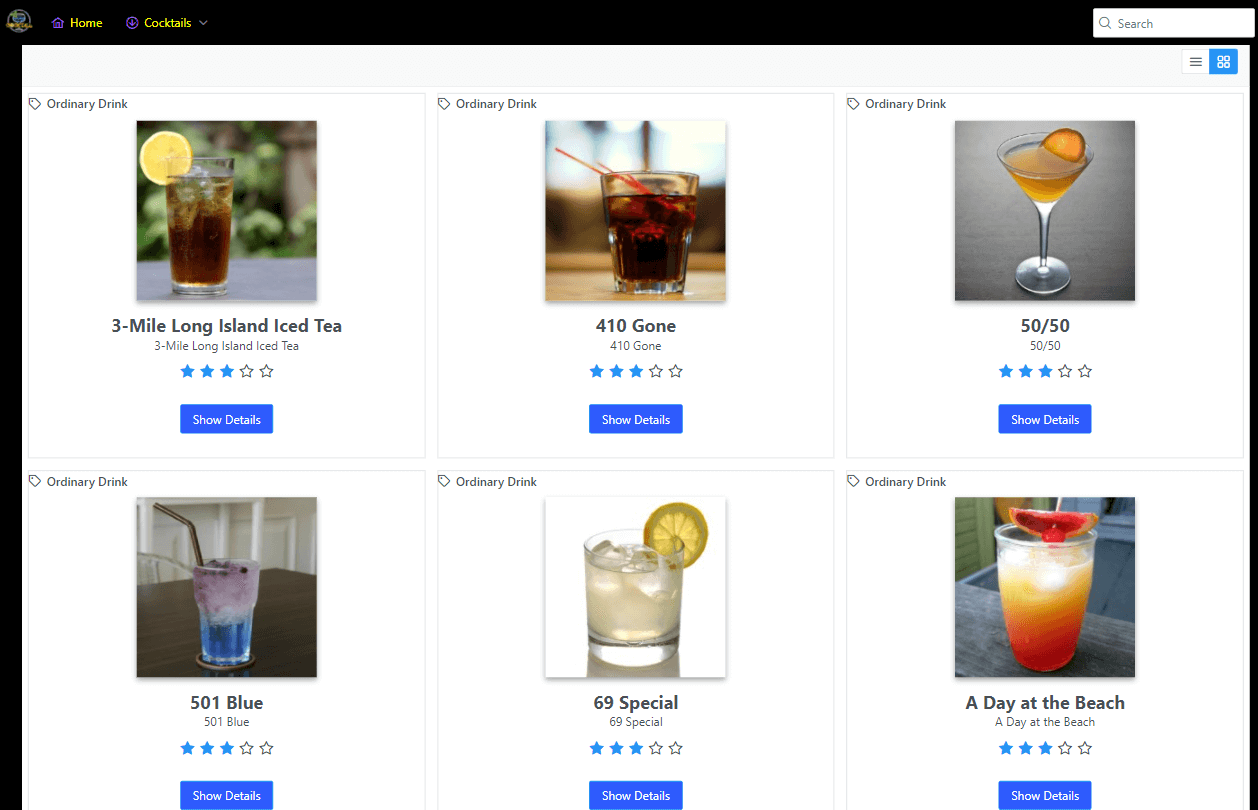 Home
Cocktails
Search
Ordinary Drink
Ordinary Drink
Ordinary Drink
3-Mile Long Island Iced Tea
3-Mile Long Island Iced Tea
Show Details
410 Gone
410 Gone
Show Details
50/50
50/50
Show Details
Ordinary Drink
Ordinary Drink
Ordinary Drink
501 Blue
501 Blue
Show Details
69 Special
69 Special
Show Details
A Day at the Beach
A Day at the Beach
Show Details